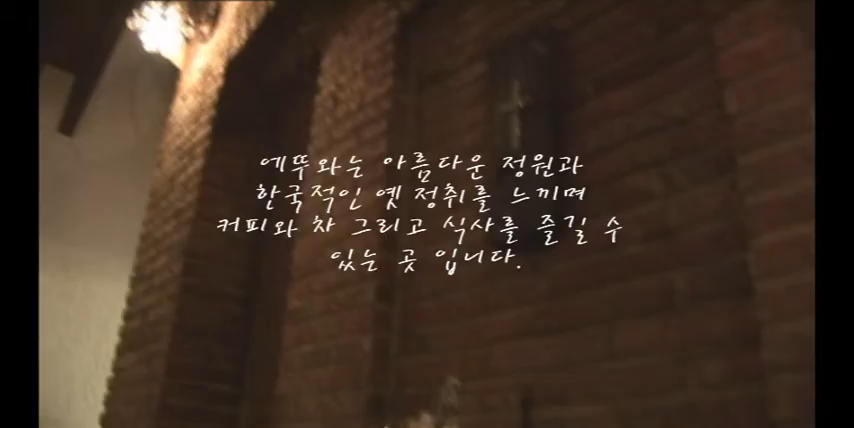 에뚜와는 아름다운 정원과
한국적인 옛 정취를 느끼며
커피와 차 그리고 식사를 즐길 수
있는 곳 입니다.